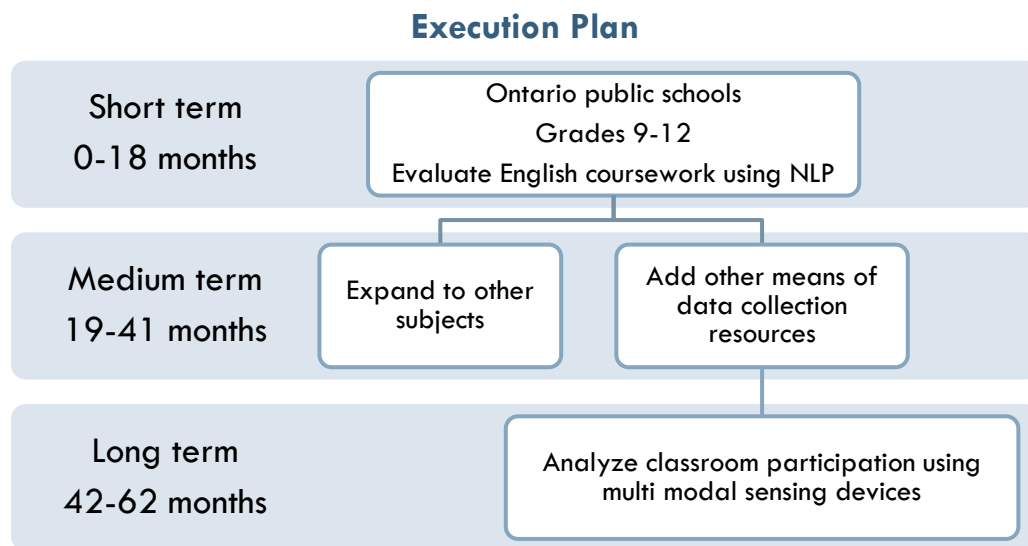 Execution Plan
Short term
0-18 months
Ontario public schools
Grades 9-12
Evaluate English coursework using NLP
Medium term
19-41 months
Expand to other
subjects
Add other means of
data collection
resources
Long term
42-62 months
Analyze classroom participation using
multi modal sensing devices